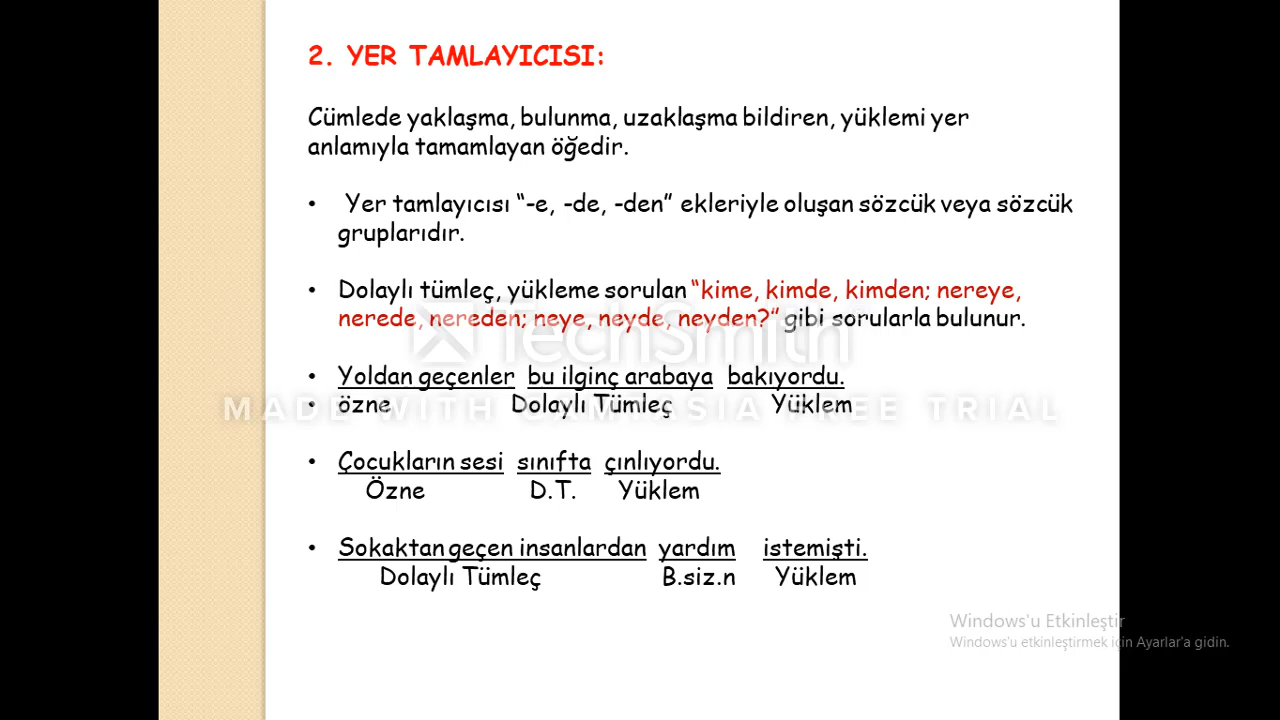 2. YER TAMLAYICISI:
Cümlede yaklaşma, bulunma, uzaklaşma bildiren, yüklemi yer
anlamıyla tamamlayan öğedir.
• Yer tamlayıcısı “-e, -de, -den” ekleriyle oluşan sözcük veya sözcük
gruplarıdır.
• Dolaylı tümleç, yükleme sorulan “kime, kimde, kimden; nereye,
nerede, nereden; neye, neyde, neyden?” gibi sorularla bulunur.
TechSmith
• Yoldan geçenler bu ilginç arabaya bakıyordu.
• özne Dolaylı Tümleç Yüklem
MADE WITH CAMTASIA FREE TRIAL
• Çocukların sesi sınıfta çınlıyordu.
Özne D.T. Yüklem
• Sokaktan geçen insanlardan yardım istemişti.
Dolaylı Tümleç B.siz.n Yüklem
Windows'u Etkinleştir
Windows'u etkinleştirmek için Ayarlar'a gidin.